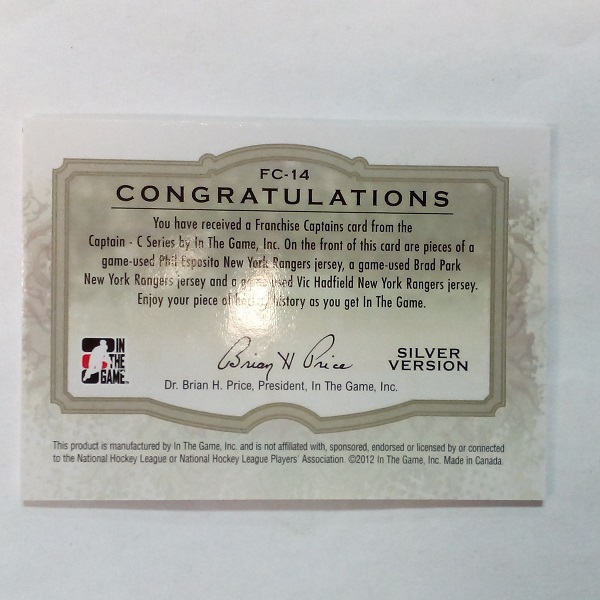 FC-14
CONGRATULATIONS
You have received a Franchise Captains card from the
Captain - C Series by In The Game, Inc. On the front of this card are pieces of a
game-used Phil Esposito New York Rangers jersey, a game-used Brad Park
New York Rangers jersey and a game-used Vic Hadfield New York Rangers jersey.
Enjoy your piece of hockey history as you get In The Game.
IN
THE
GAME
Brian H Price
SILVER
VERSION
Dr. Brian H. Price, President, In The Game, Inc.
This product is manufactured by In The Game, Inc. and is not affiliated with, sponsored, endorsed or licensed by or connected
to the National Hockey League or National Hockey League Players' Association. ©2012 In The Game, Inc. Made in Canada.